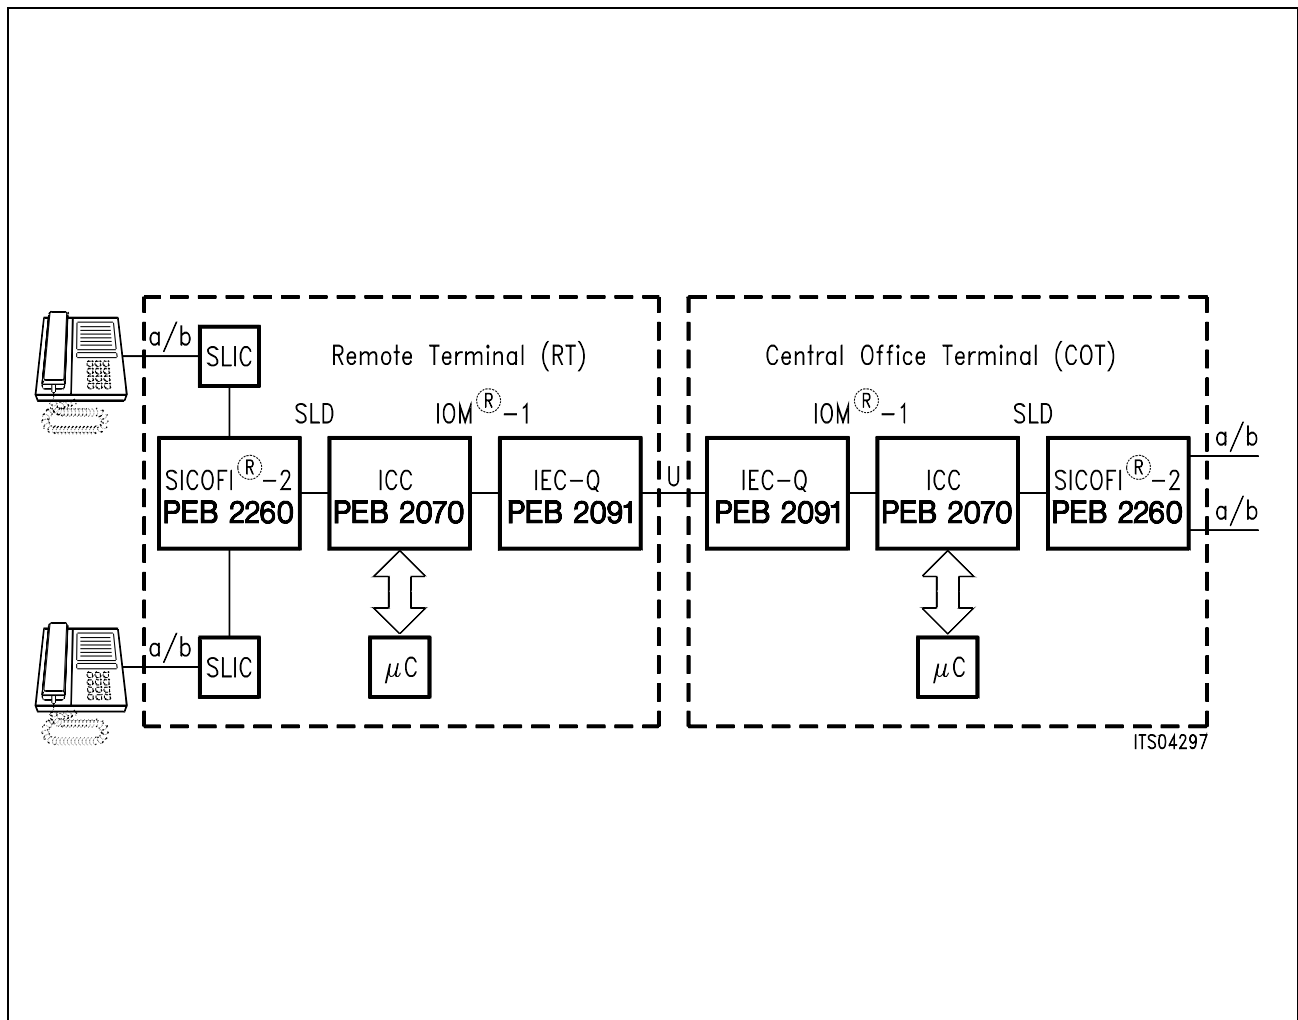 a/b
SLIC
Remote Terminal (RT)
Central Office Terminal (COT)
SLD
IOM®-1
IOM®-1
SLD
a/b
SICOFI®-2
PEB 2260
ICC
PEB 2070
IEC-Q
PEB 2091
U
IEC-Q
PEB 2091
ICC
PEB 2070
SICOFI®-2
PEB 2260
a/b
a/b
SLIC
μC
μC
ITS04297